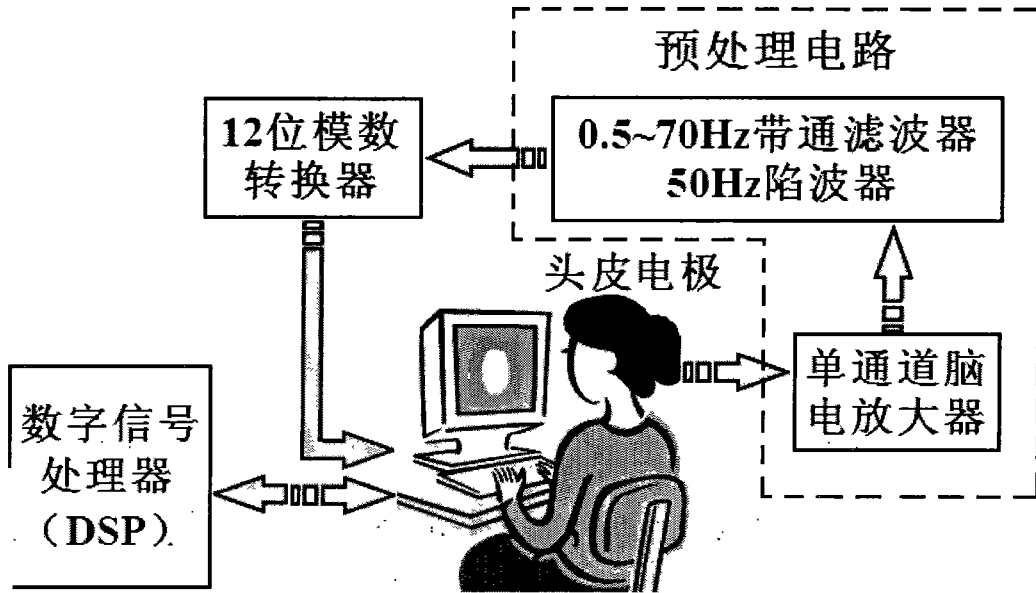 预处理电路
12位模数
转换器
0.5~70Hz带通滤波器
50Hz陷波器
头皮电极
单通道脑
电放大器
数字信号
处理器
（DSP）